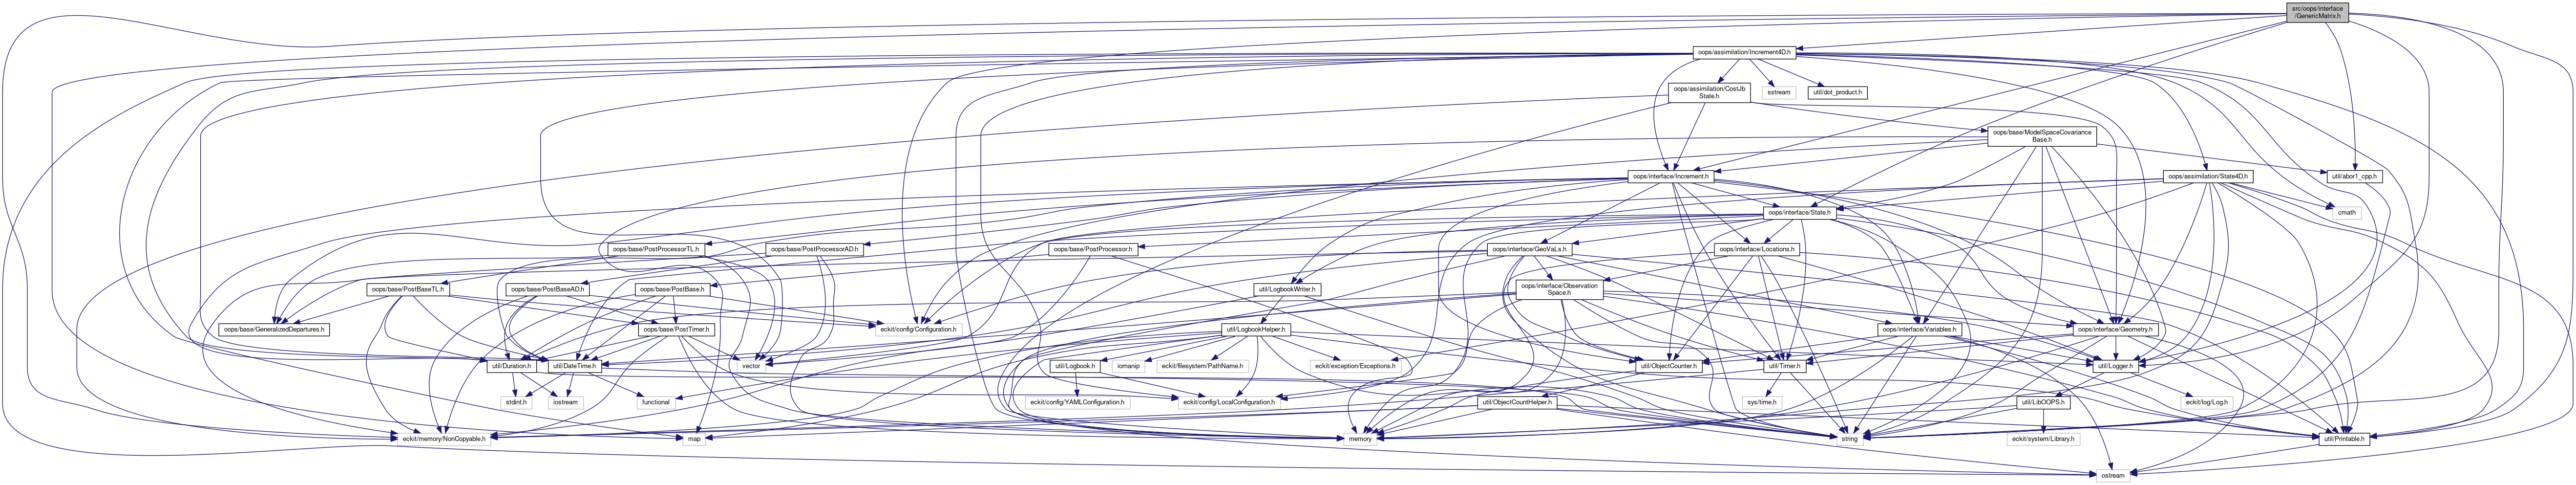 src/oops/interface
/GenericMatrix.h
oops/assimilation/Increment4D.h
oops/assimilation/CostJb
State.h
sstream
util/dot_product.h
oops/base/ModelSpaceCovariance
Base.h
oops/interface/Increment.h
oops/assimilation/State4D.h
util/abor1_cpp.h
oops/interface/State.h
cmath
oops/base/PostProcessorTL.h
oops/base/PostProcessorAD.h
oops/base/PostProcessor.h
oops/interface/GeoVaLs.h
oops/interface/Locations.h
oops/base/PostBaseTL.h
oops/base/PostBaseAD.h
oops/base/PostBase.h
util/LogbookWriter.h
oops/interface/Observation
Space.h
oops/base/GeneralizedDepartures.h
oops/base/PostTimer.h
eckit/config/Configuration.h
util/LogbookHelper.h
oops/interface/Variables.h
oops/interface/Geometry.h
util/Duration.h
util/DateTime.h
vector
util/Logbook.h
iomanip
eckit/filesystem/PathName.h
eckit/exception/Exceptions.h
util/ObjectCounter.h
util/Timer.h
util/Logger.h
stdint.h
iostream
functional
eckit/config/YAMLConfiguration.h
eckit/config/LocalConfiguration.h
util/ObjectCountHelper.h
sys/time.h
util/LibOOPS.h
eckit/log/Log.h
eckit/memory/NonCopyable.h
map
memory
string
eckit/system/Library.h
util/Printable.h
ostream